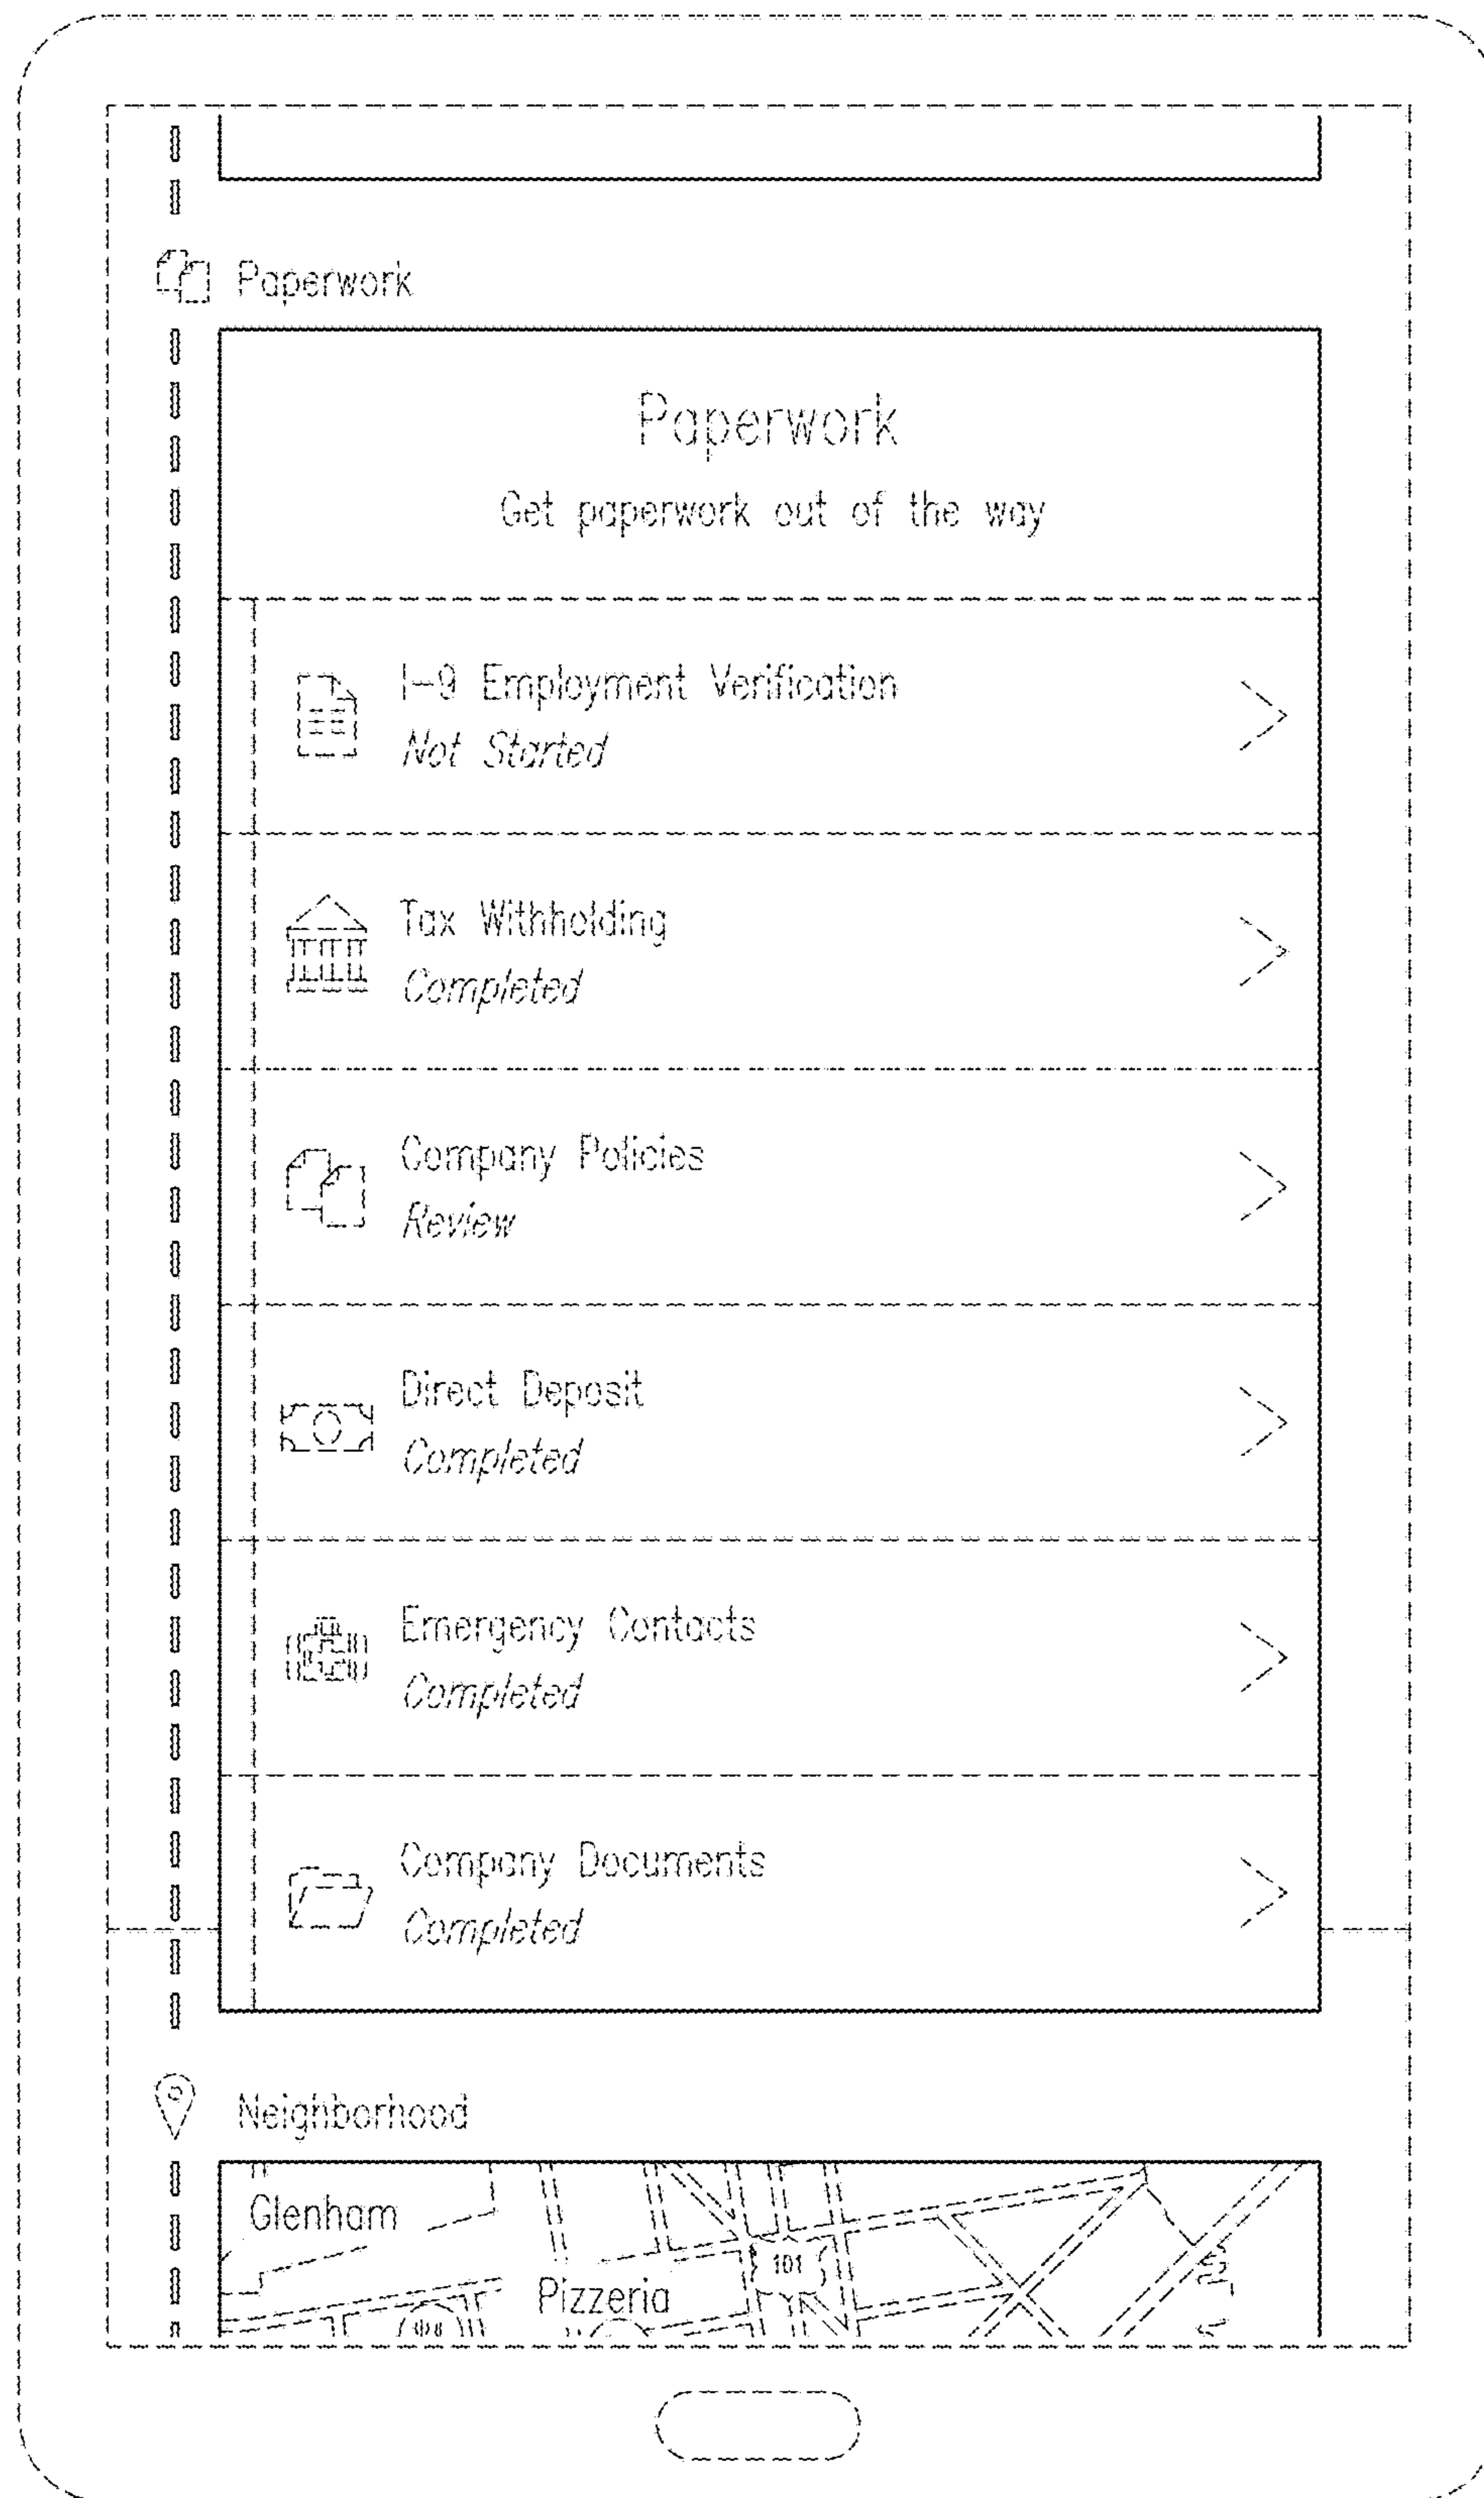 Paperwork
Paperwork
Get paperwork out of the way
I-9 Employment Verification
Not Started
Tax Withholding
Completed
Company Policies
Review
Direct Deposit
Completed
Emergency Contacts
Completed
Company Documents
Completed
Neighborhood
Glenham
101
Pizzeria